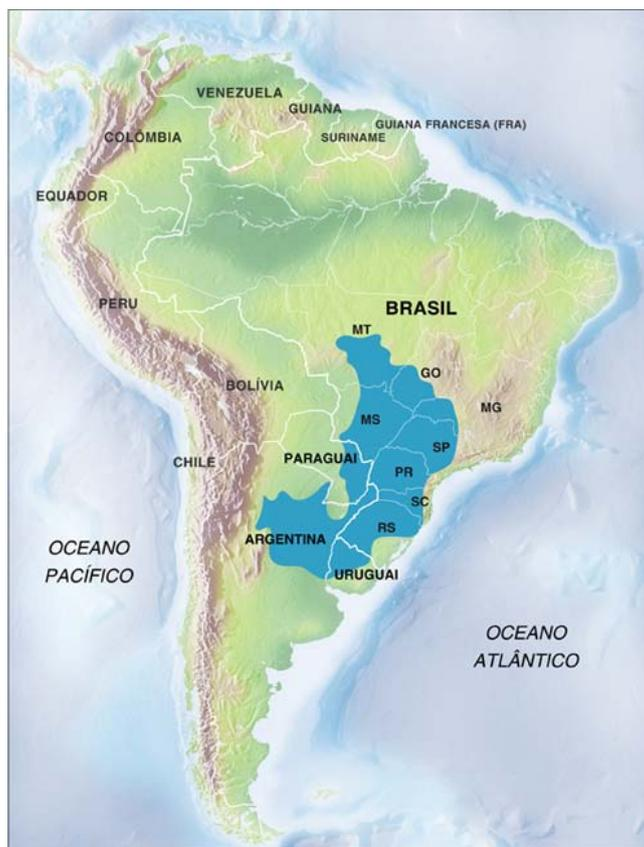 VENEZUELA
GUIANA
GUIANA FRANCESA (FRA)
SURINAME
COLÔMBIA
EQUADOR
PERU
BRASIL
MT
GO
BOLÍVIA
MG
MS
SP
CHILE
PARAGUAI
PR
SC
RS
ARGENTINA
URUGUAI
OCEANO
PACÍFICO
OCEANO
ATLÂNTICO